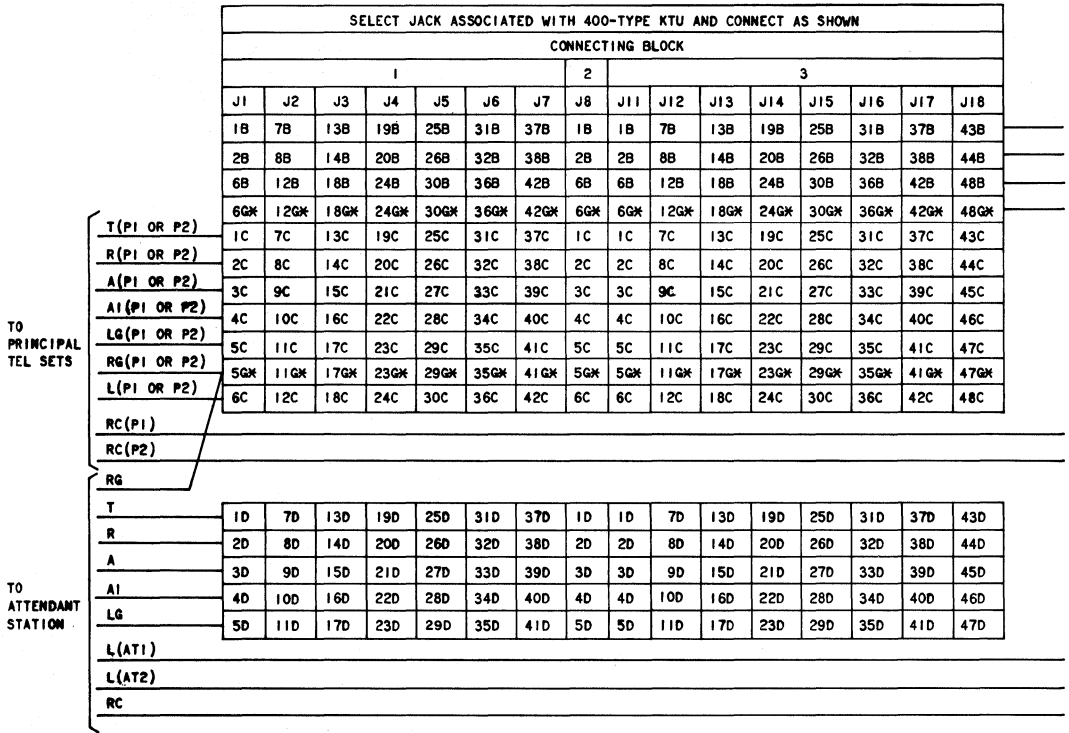 SELECT JACK ASSOCIATED WITH 400-TYPE KTU AND CONNECT AS SHOWN
CONNECTING BLOCK
1 2 3
J1 J2 J3 J4 J5 J6 J7 J8 J11 J12 J13 J14 J15 J16 J17 J18
1B 7B 13B 19B 25B 31B 37B 1B 1B 7B 13B 19B 25B 31B 37B 43B
2B 8B 14B 20B 26B 32B 38B 2B 2B 8B 14B 20B 26B 32B 38B 44B
6B 12B 18B 24B 30B 36B 42B 6B 6B 12B 18B 24B 30B 36B 42B 48B
6G* 12G* 18G* 24G* 30G* 36G* 42G* 6G* 6G* 12G* 18G* 24G* 30G* 36G* 42G* 48G*
T(P1 OR P2) 1C 7C 13C 19C 25C 31C 37C 1C 1C 7C 13C 19C 25C 31C 37C 43C
R(P1 OR P2) 2C 8C 14C 20C 26C 32C 38C 2C 2C 8C 14C 20C 26C 32C 38C 44C
A(P1 OR P2) 3C 9C 15C 21C 27C 33C 39C 3C 3C 9C 15C 21C 27C 33C 39C 45C
A1(P1 OR P2) 4C 10C 16C 22C 28C 34C 40C 4C 4C 10C 16C 22C 28C 34C 40C 46C
LG(P1 OR P2) 5C 11C 17C 23C 29C 35C 41C 5C 5C 11C 17C 23C 29C 35C 41C 47C
RG(P1 OR P2) 5G* 11G* 17G* 23G* 29G* 35G* 41G* 5G* 5G* 11G* 17G* 23G* 29G* 35G* 41G* 47G*
L(P1 OR P2) 6C 12C 18C 24C 30C 36C 42C 6C 6C 12C 18C 24C 30C 36C 42C 48C
RC(P1)
RC(P2)
TO
PRINCIPAL
TEL SETS
RG
T 1D 7D 13D 19D 25D 31D 37D 1D 1D 7D 13D 19D 25D 31D 37D 43D
R 2D 8D 14D 20D 26D 32D 38D 2D 2D 8D 14D 20D 26D 32D 38D 44D
A 3D 9D 15D 21D 27D 33D 39D 3D 3D 9D 15D 21D 27D 33D 39D 45D
A1 4D 10D 16D 22D 28D 34D 40D 4D 4D 10D 16D 22D 28D 34D 40D 46D
LG 5D 11D 17D 23D 29D 35D 41D 5D 5D 11D 17D 23D 29D 35D 41D 47D
L(AT1)
L(AT2)
RC
TO
ATTENDANT
STATION